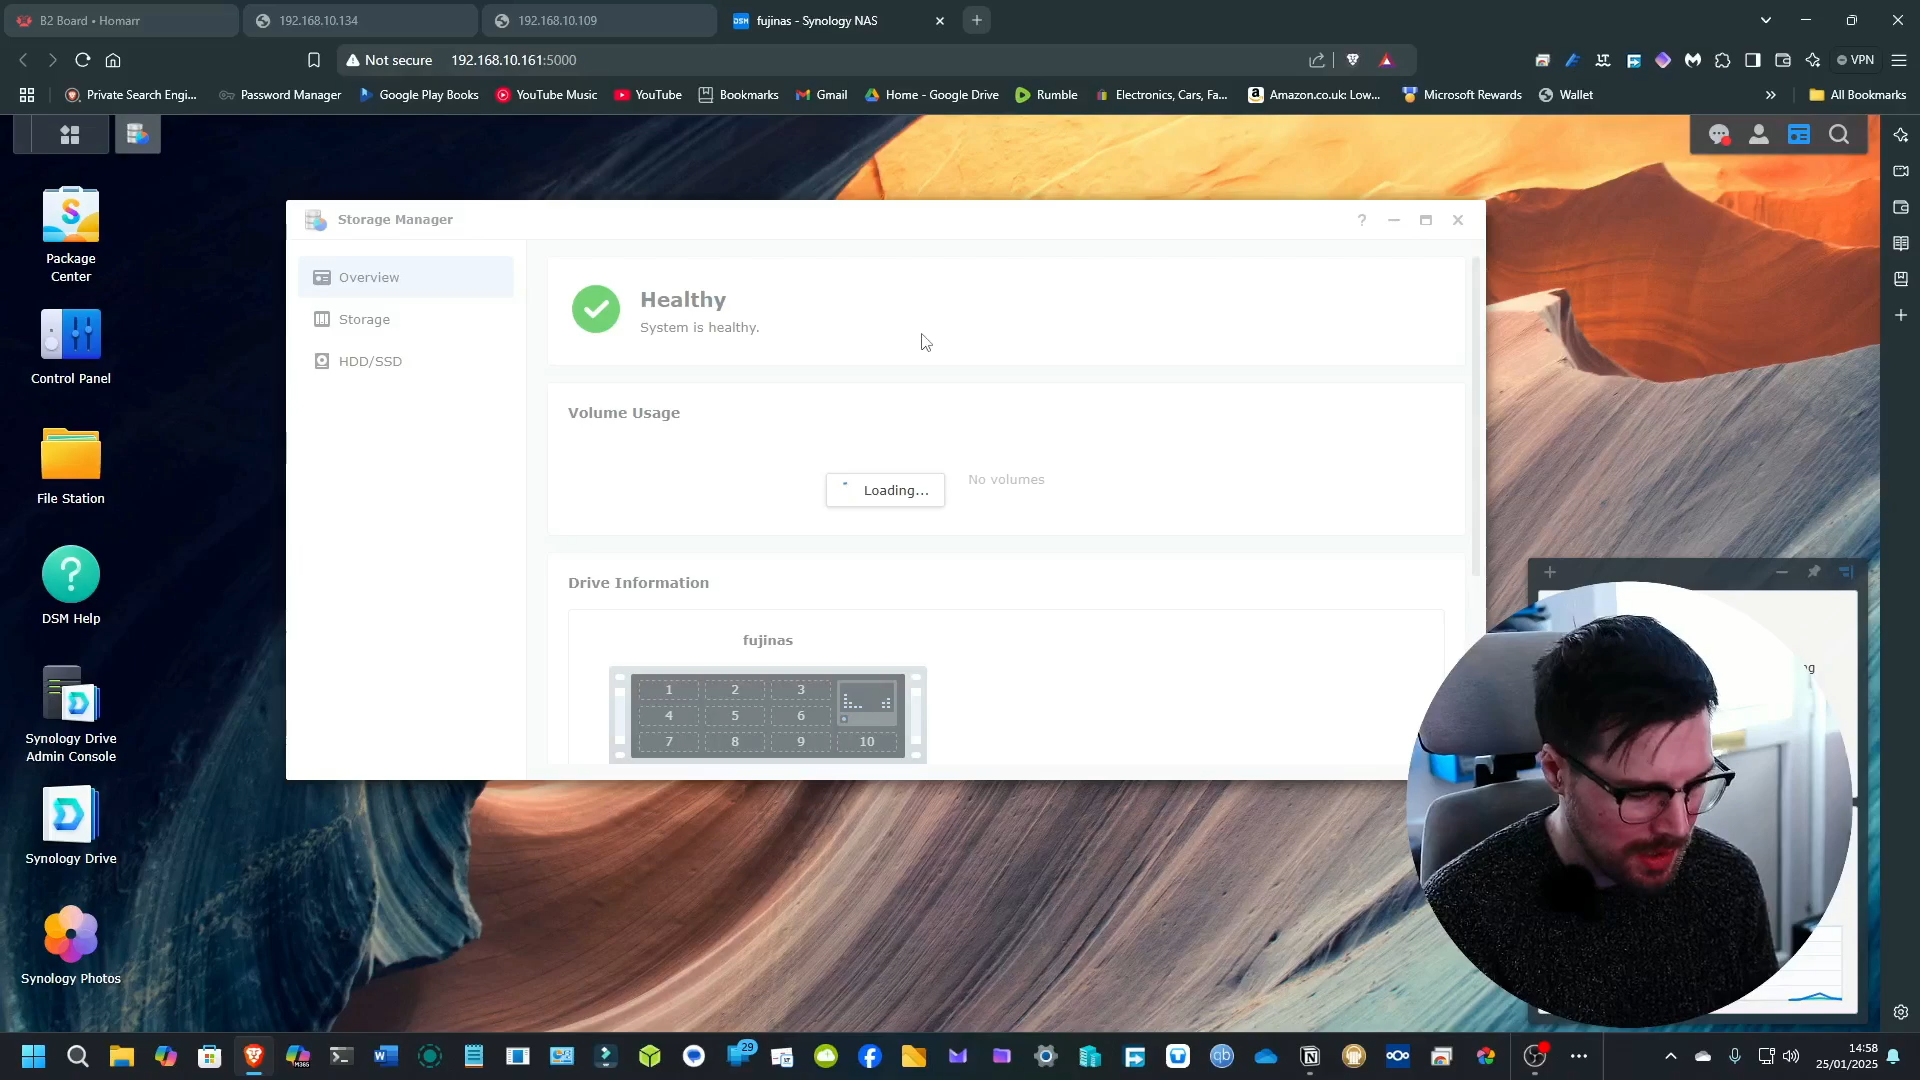 B2 Board • Homarr
192.168.10.134
192.168.10.109
DSM
fujinas - Synology NAS
Not secure
192.168.10.161:5000
VPN
Private Search Engi...
Password Manager
Google Play Books
YouTube Music
YouTube
Bookmarks
Gmail
Home - Google Drive
Rumble
Electronics, Cars, Fa...
Amazon.co.uk: Low...
Microsoft Rewards
Wallet
All Bookmarks
Package
Center
Control Panel
File Station
DSM Help
Synology Drive
Admin Console
Synology Drive
Synology Photos
Storage Manager
Overview
Storage
HDD/SSD
Healthy
System is healthy.
Volume Usage
Loading...
No volumes
Drive Information
fujinas
1 2 3
4 5 6
7 8 9 10
29
14:58
25/01/2025